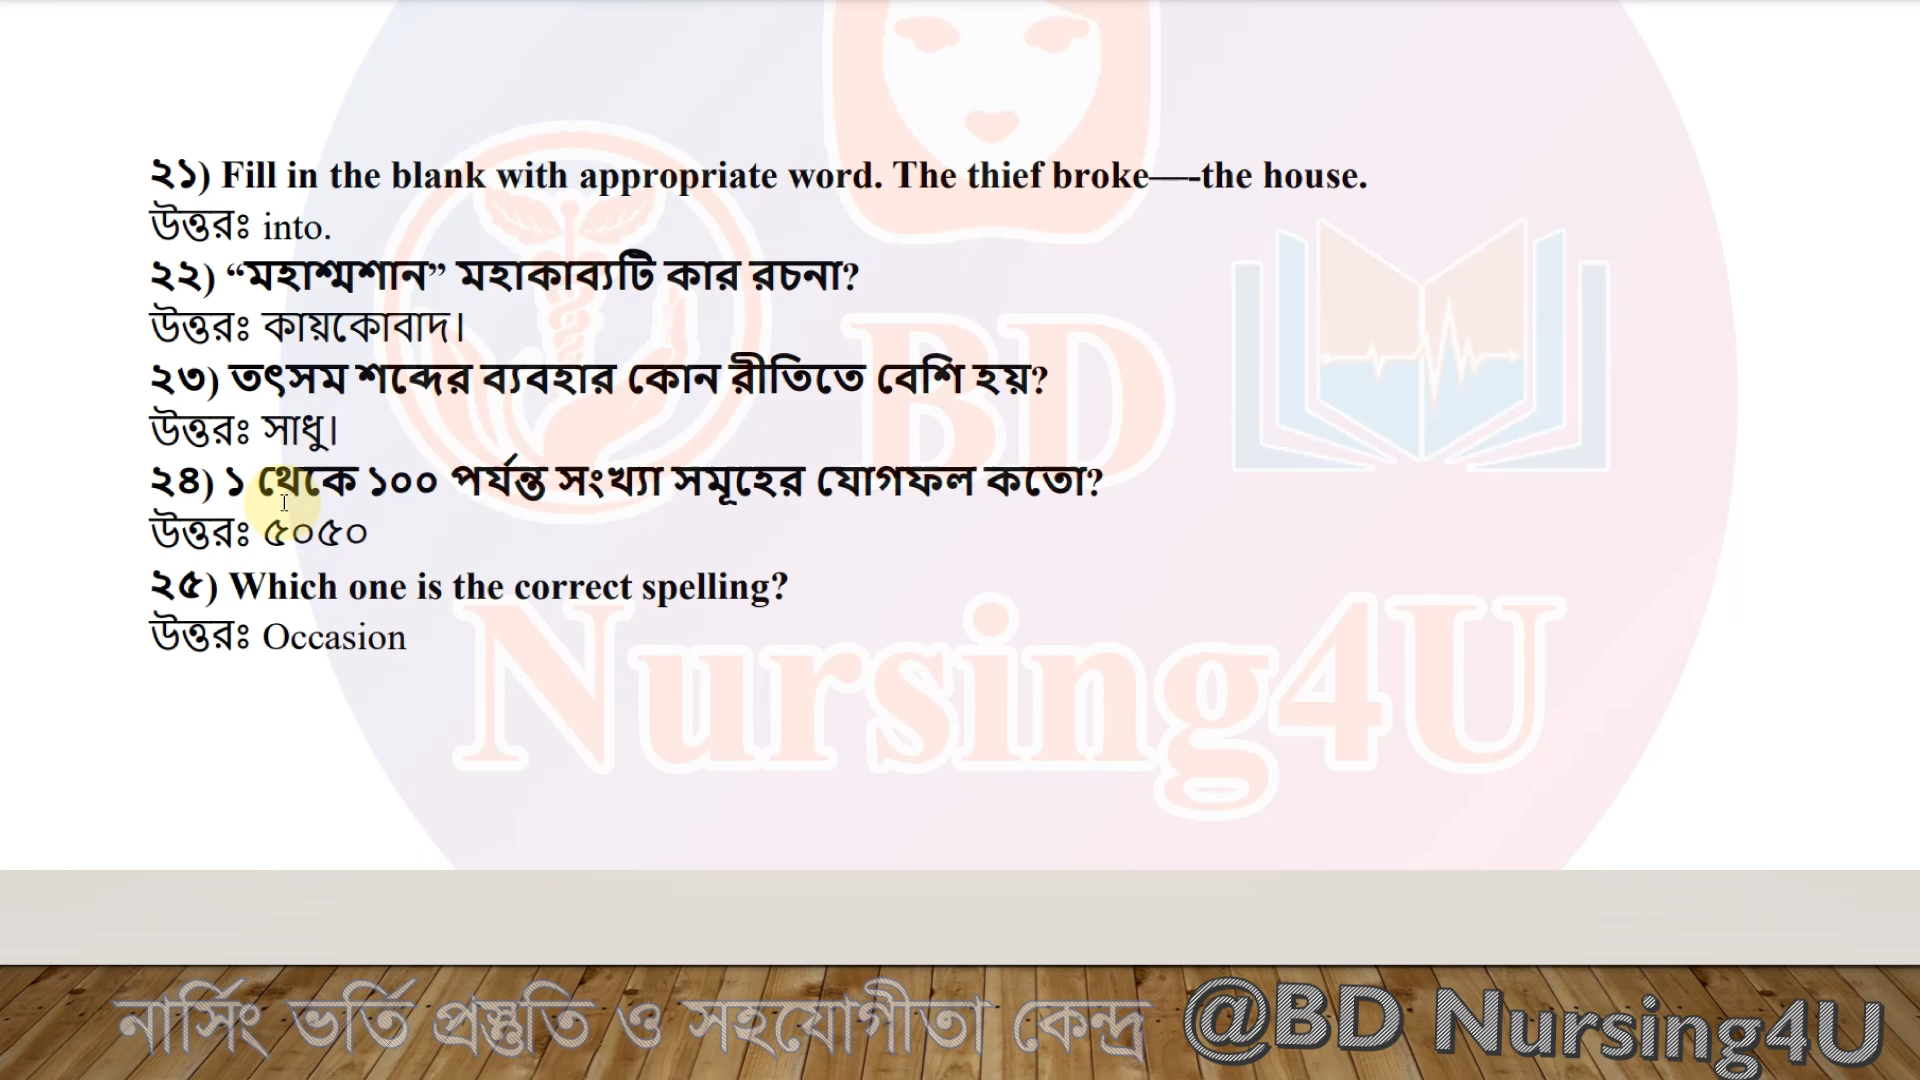 ২১) Fill in the blank with appropriate word. The thief broke—-the house.
উত্তরঃ into.
২২) “মহাশ্মশান” মহাকাব্যটি কার রচনা?
উত্তরঃ কায়কোবাদ।
২৩) তৎসম শব্দের ব্যবহার কোন রীতিতে বেশি হয়?
উত্তরঃ সাধু।
২৪) ১ থেকে ১০০ পর্যন্ত সংখ্যা সমূহের যোগফল কতো?
উত্তরঃ ৫০৫০
২৫) Which one is the correct spelling?
উত্তরঃ Occasion
BD
Nursing4U
নার্সিং ভর্তি প্রস্তুতি ও সহযোগীতা কেন্দ্র @BD Nursing4U